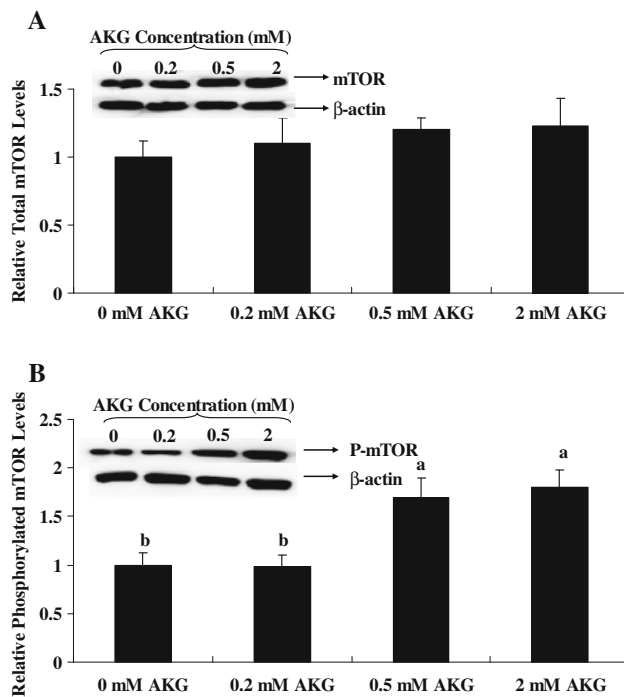 A
AKG Concentration (mM)
0 0.2 0.5 2
mTOR
β-actin
Relative Total mTOR Levels
1.5
1
0.5
0
0 mM AKG 0.2 mM AKG 0.5 mM AKG 2 mM AKG
B
AKG Concentration (mM)
0 0.2 0.5 2
P-mTOR
β-actin
Relative Phosphorylated mTOR Levels
2.5
2
1.5
1
0.5
0
b b a a
0 mM AKG 0.2 mM AKG 0.5 mM AKG 2 mM AKG